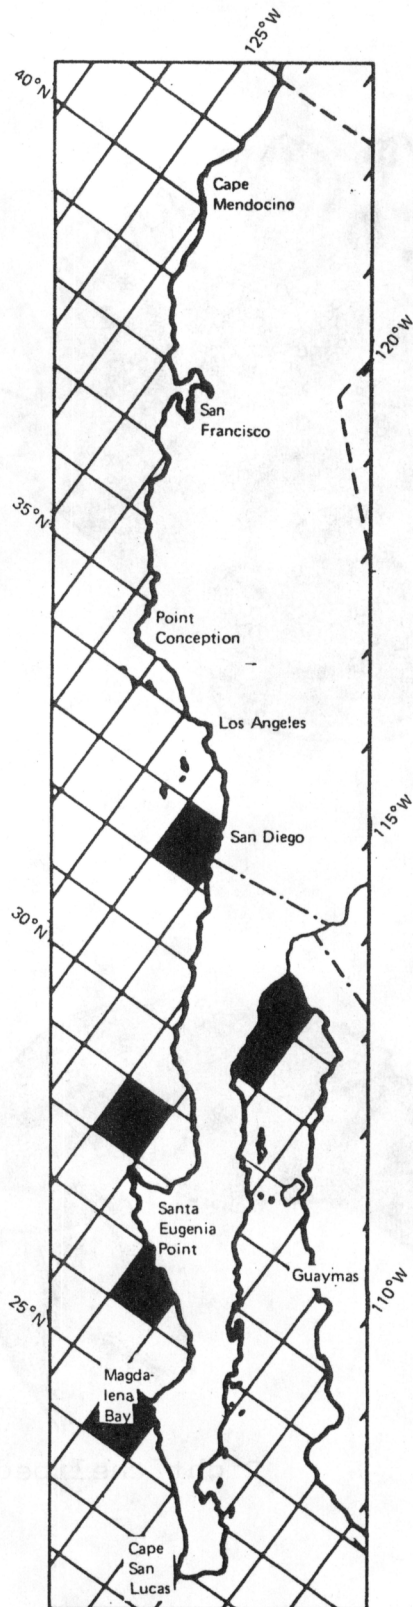 125°W
40°N
Cape
Mendocino
120°W
San
Francisco
35°N
Point
Conception
Los Angeles
115°W
San Diego
30°N
Santa
Eugenia
Point
Guaymas
110°W
25°N
Magda-
lena
Bay
Cape
San
Lucas